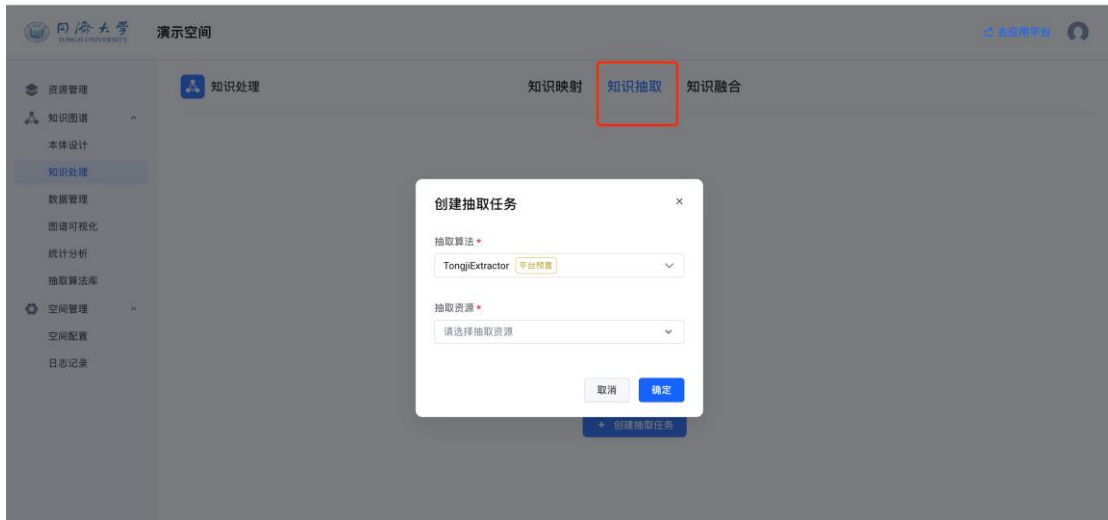 同濟大学
TONGJI UNIVERSITY
演示空间
去应用平台
资源管理
知识图谱
本体设计
知识处理
数据管理
图谱可视化
统计分析
抽取算法库
空间管理
空间配置
日志记录
知识处理
知识映射
知识抽取
知识融合
创建抽取任务
抽取算法 *
TongjiExtractor 平台预置
抽取资源 *
请选择抽取资源
取消
确定
+ 创建抽取任务